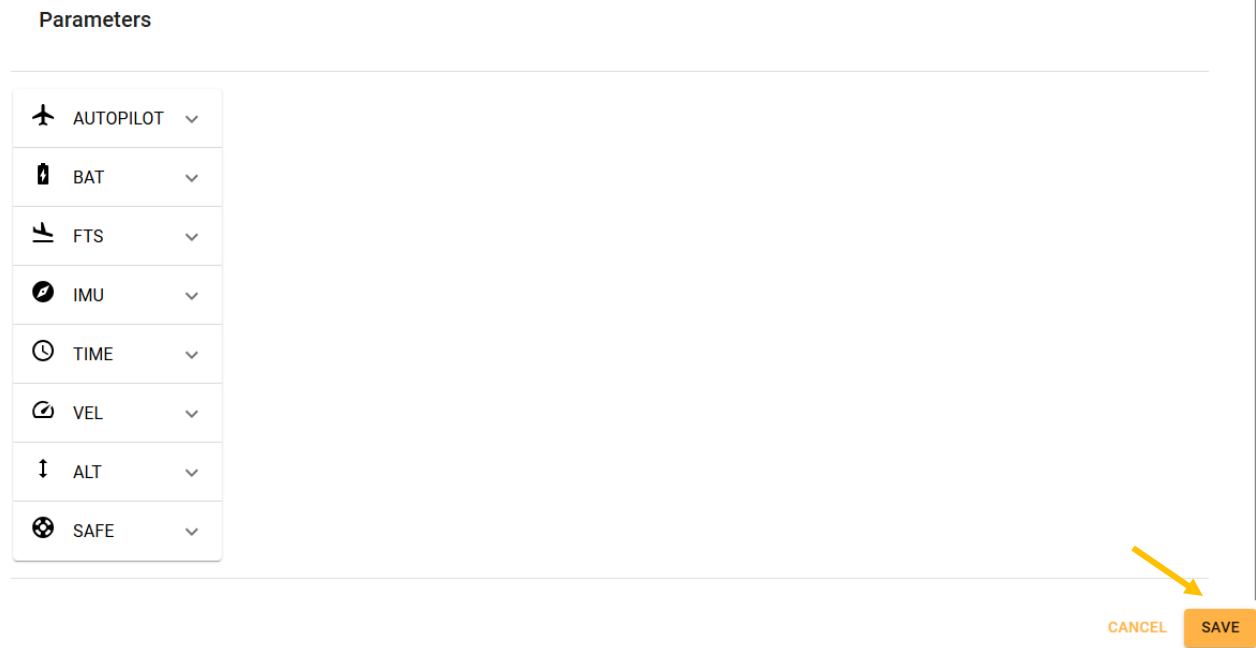 Parameters
AUTOPILOT
BAT
FTS
IMU
TIME
VEL
ALT
SAFE
CANCEL SAVE